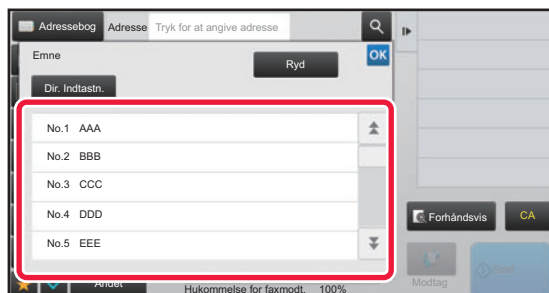 Adressebog Adresse Tryk for at angive adresse
Emne
Ryd
OK
Dir. Indtastn.
No.1 AAA
No.2 BBB
No.3 CCC
No.4 DDD
No.5 EEE
Forhåndsvis
CA
Andet
Hukommelse for faxmodt. 100%
Modtag
Start